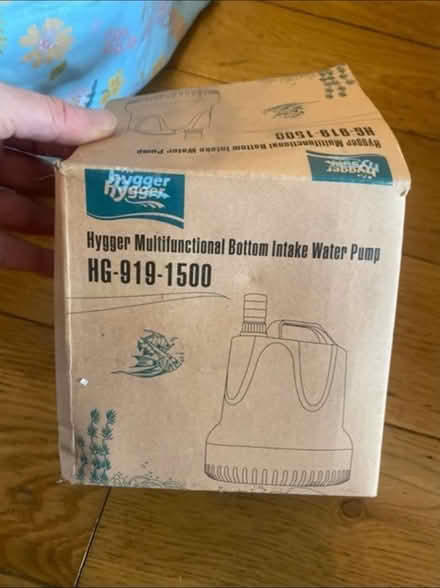 HG-919-1500
Hygger Multifunctional Bottom Intake Water Pump
hygger
hygger
hygger
Hygger Multifunctional Bottom Intake Water Pump
HG-919-1500